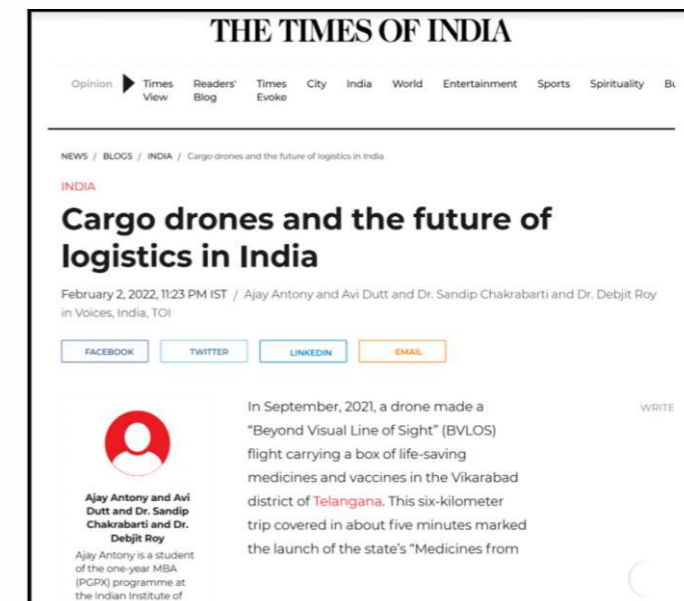 THE TIMES OF INDIA
Opinion Times View Readers' Blog Times Evoke City India World Entertainment Sports Spirituality
NEWS / BLOGS / INDIA / Cargo drones and the future of logistics in India
INDIA
Cargo drones and the future of
logistics in India
February 2, 2022, 11:23 PM IST / Ajay Antony and Avi Dutt and Dr. Sandip Chakrabarti and Dr. Debjit Roy
in Voices, India, TOI
FACEBOOK TWITTER LINKEDIN EMAIL
Ajay Antony and Avi
Dutt and Dr. Sandip
Chakrabarti and Dr.
Debjit Roy
Ajay Antony is a student
of the one-year MBA
(PGPX) programme at
the Indian Institute of
In September, 2021, a drone made a
"Beyond Visual Line of Sight" (BVLOS)
flight carrying a box of life-saving
medicines and vaccines in the Vikarabad
district of Telangana. This six-kilometer
trip covered in about five minutes marked
the launch of the state's "Medicines from
WRITE